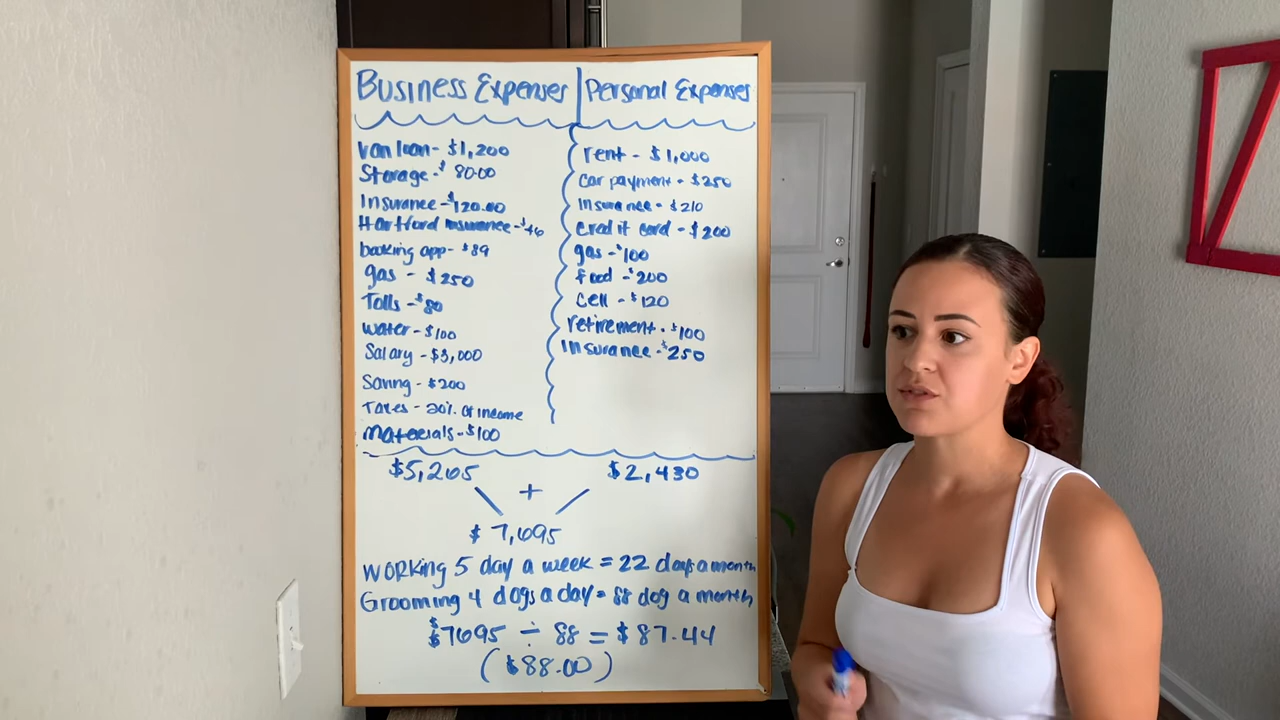 Business Expenses
van loan - $1,200
Storage - $80.00
Insurance - $120.00
Hartford insurance - $46
booking app - $89
gas - $250
Tolls - $80
water - $100
Salary - $3,000
Saving - $200
Taxes - 20% of income
materials - $100
$5,265
Personal Expenses
rent - $1,000
car payment - $250
Insurance - $210
credit card - $200
gas - $100
food - $200
cell - $120
retirement - $100
Insurance - $250
$2,430
+
$7,695
WORKING 5 day a week = 22 days a month
Grooming 4 dogs a day = 88 dog a month
$7695 ÷ 88 = $87.44
($88.00)